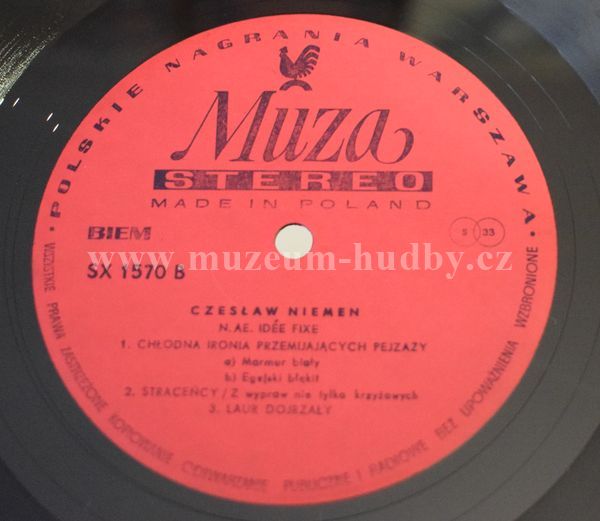 • POLSKIE NAGRANIA WARSZAWA •
Muza
STEREO
MADE IN POLAND
BIEM
S 33
SX 1570 B
www.muzeum-hudby.cz
CZESŁAW NIEMEN
N.AE. IDÉE FIXE
1. CHŁODNA IRONIA PRZEMIJAJĄCYCH PEJZAŻY
a) Marmur biały
b) Egejski błękit
2. STRACEŃCY / Z wypraw nie tylko krzyżowych
3. LAUR DOJRZAŁY
WSZYSTKIE PRAWA ZASTRZEŻONE KOPIOWANIE ODTWARZANIE PUBLICZNE I RADIOWE BEZ UPOWAŻNIENIA WZBRONIONE